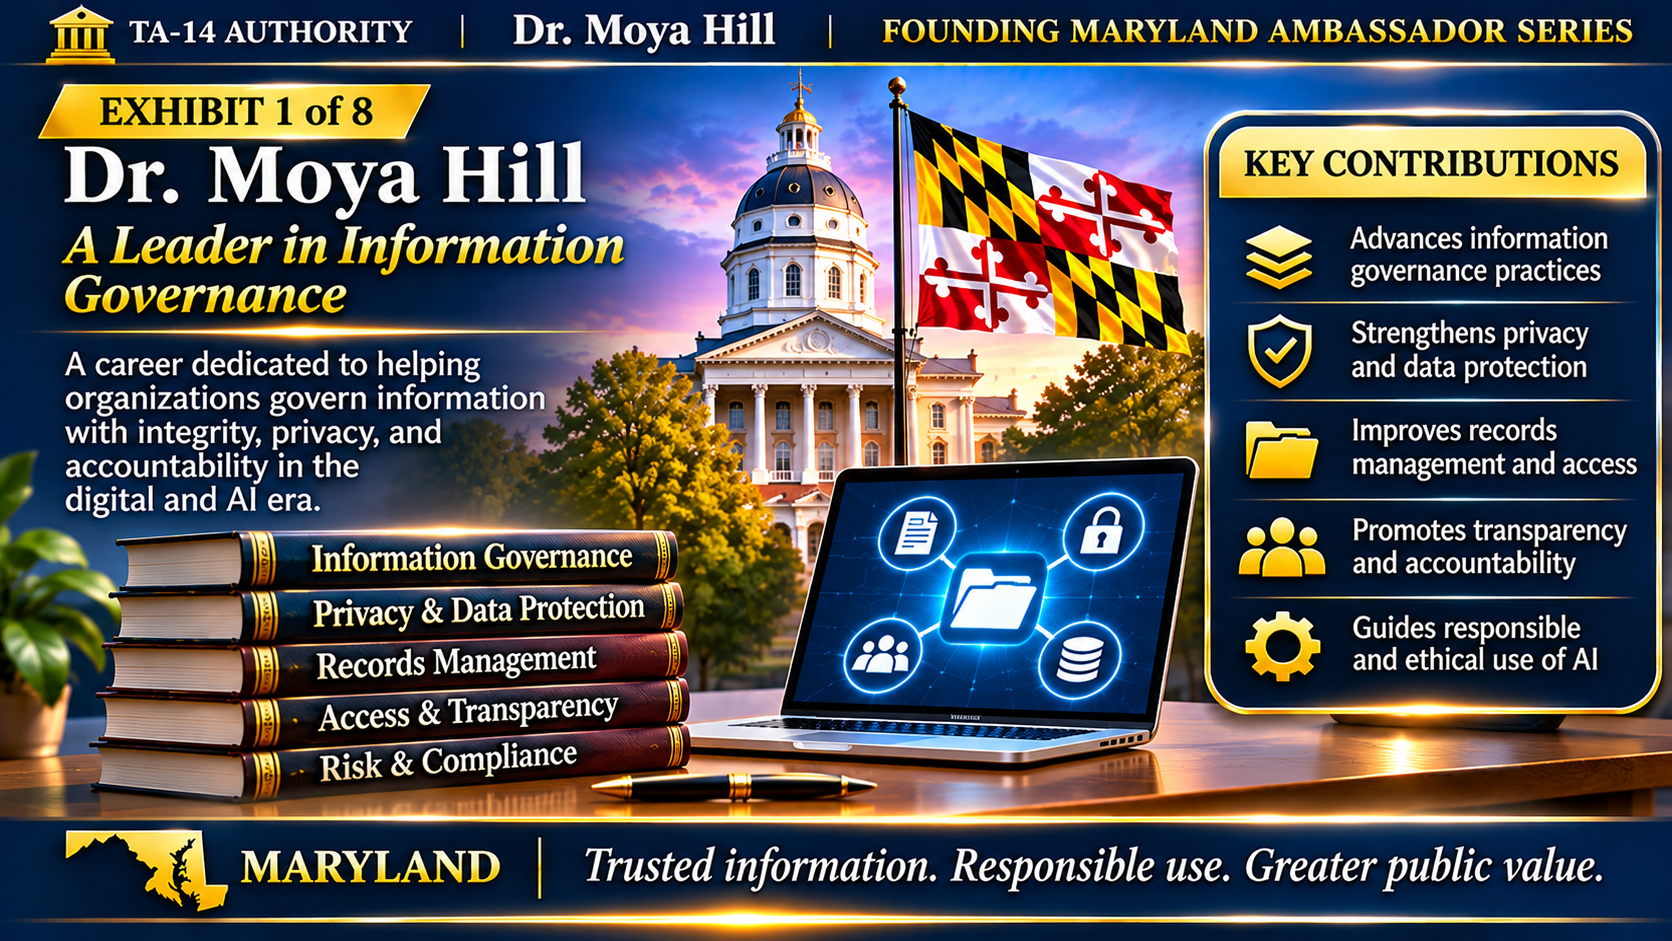 TA-14 AUTHORITY
Dr. Moya Hill
FOUNDING MARYLAND AMBASSADOR SERIES
EXHIBIT 1 of 8
Dr. Moya Hill
A Leader in Information
Governance
A career dedicated to helping
organizations govern information
with integrity, privacy, and
accountability in the
digital and AI era.
Information Governance
Privacy & Data Protection
Records Management
Access & Transparency
Risk & Compliance
KEY CONTRIBUTIONS
Advances information
governance practices
Strengthens privacy
and data protection
Improves records
management and access
Promotes transparency
and accountability
Guides responsible
and ethical use of AI
MARYLAND
Trusted information. Responsible use. Greater public value.